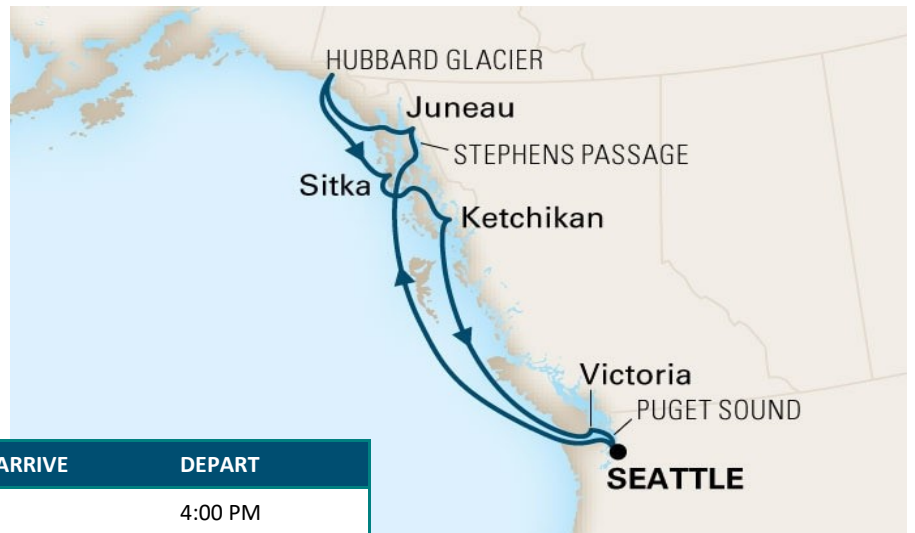 HUBBARD GLACIER
Juneau
STEPHENS PASSAGE
Sitka
Ketchikan
Victoria
PUGET SOUND
SEATTLE
ARRIVE DEPART
4:00 PM